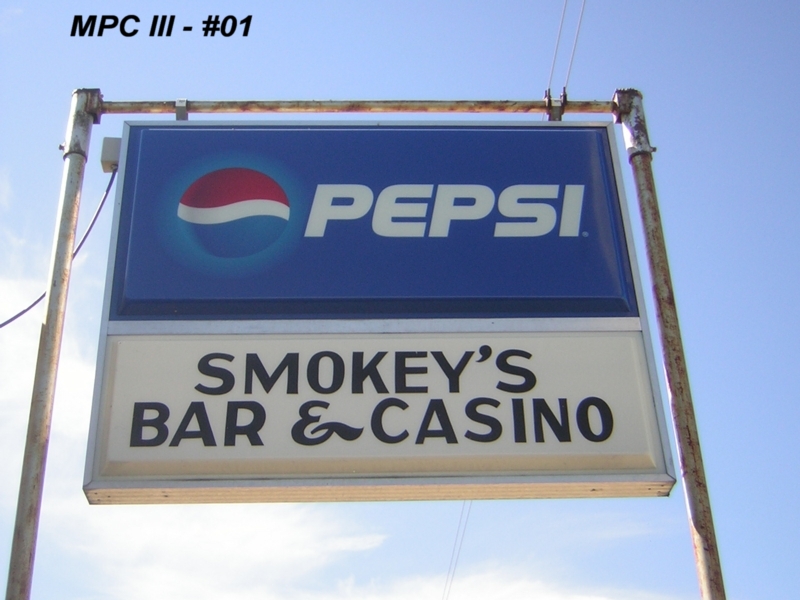 MPC III - #01
PEPSI
SMOKEY'S
BAR & CASINO